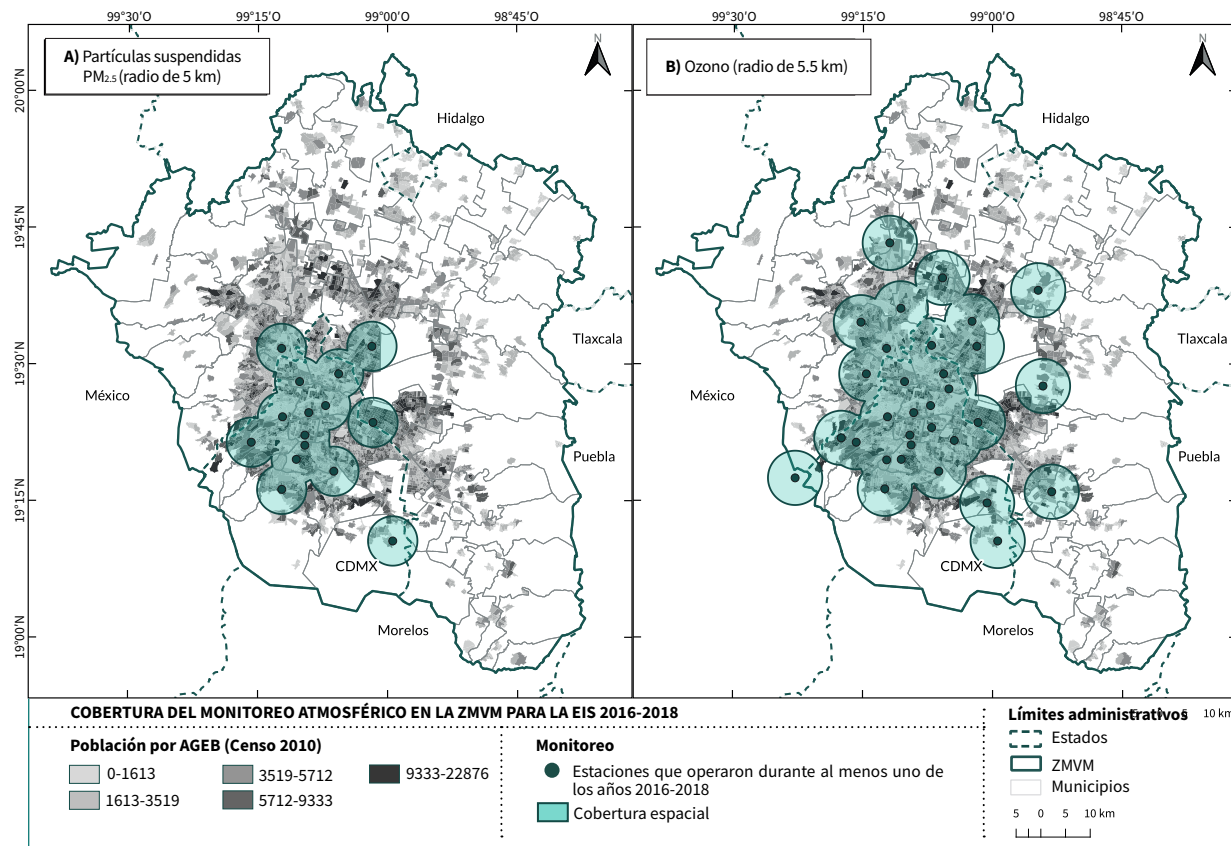 99°30'O 99°15'O 99°00'O 98°45'O
99°30'O 99°15'O 99°00'O 98°45'O
A) Partículas suspendidas
PM2.5 (radio de 5 km)
N
B) Ozono (radio de 5.5 km)
N
20°00'N
19°45'N
19°30'N
19°15'N
19°00'N
Hidalgo
Tlaxcala
México
Puebla
CDMX
Morelos
Hidalgo
Tlaxcala
México
Puebla
CDMX
Morelos
COBERTURA DEL MONITOREO ATMOSFÉRICO EN LA ZMVM PARA LA EIS 2016-2018
Población por AGEB (Censo 2010)
0-1613
1613-3519
3519-5712
5712-9333
9333-22876
Monitoreo
Estaciones que operaron durante al menos uno de
los años 2016-2018
Cobertura espacial
Límites administrativos
10 km
Estados
ZMVM
Municipios
5 0 5 10 km